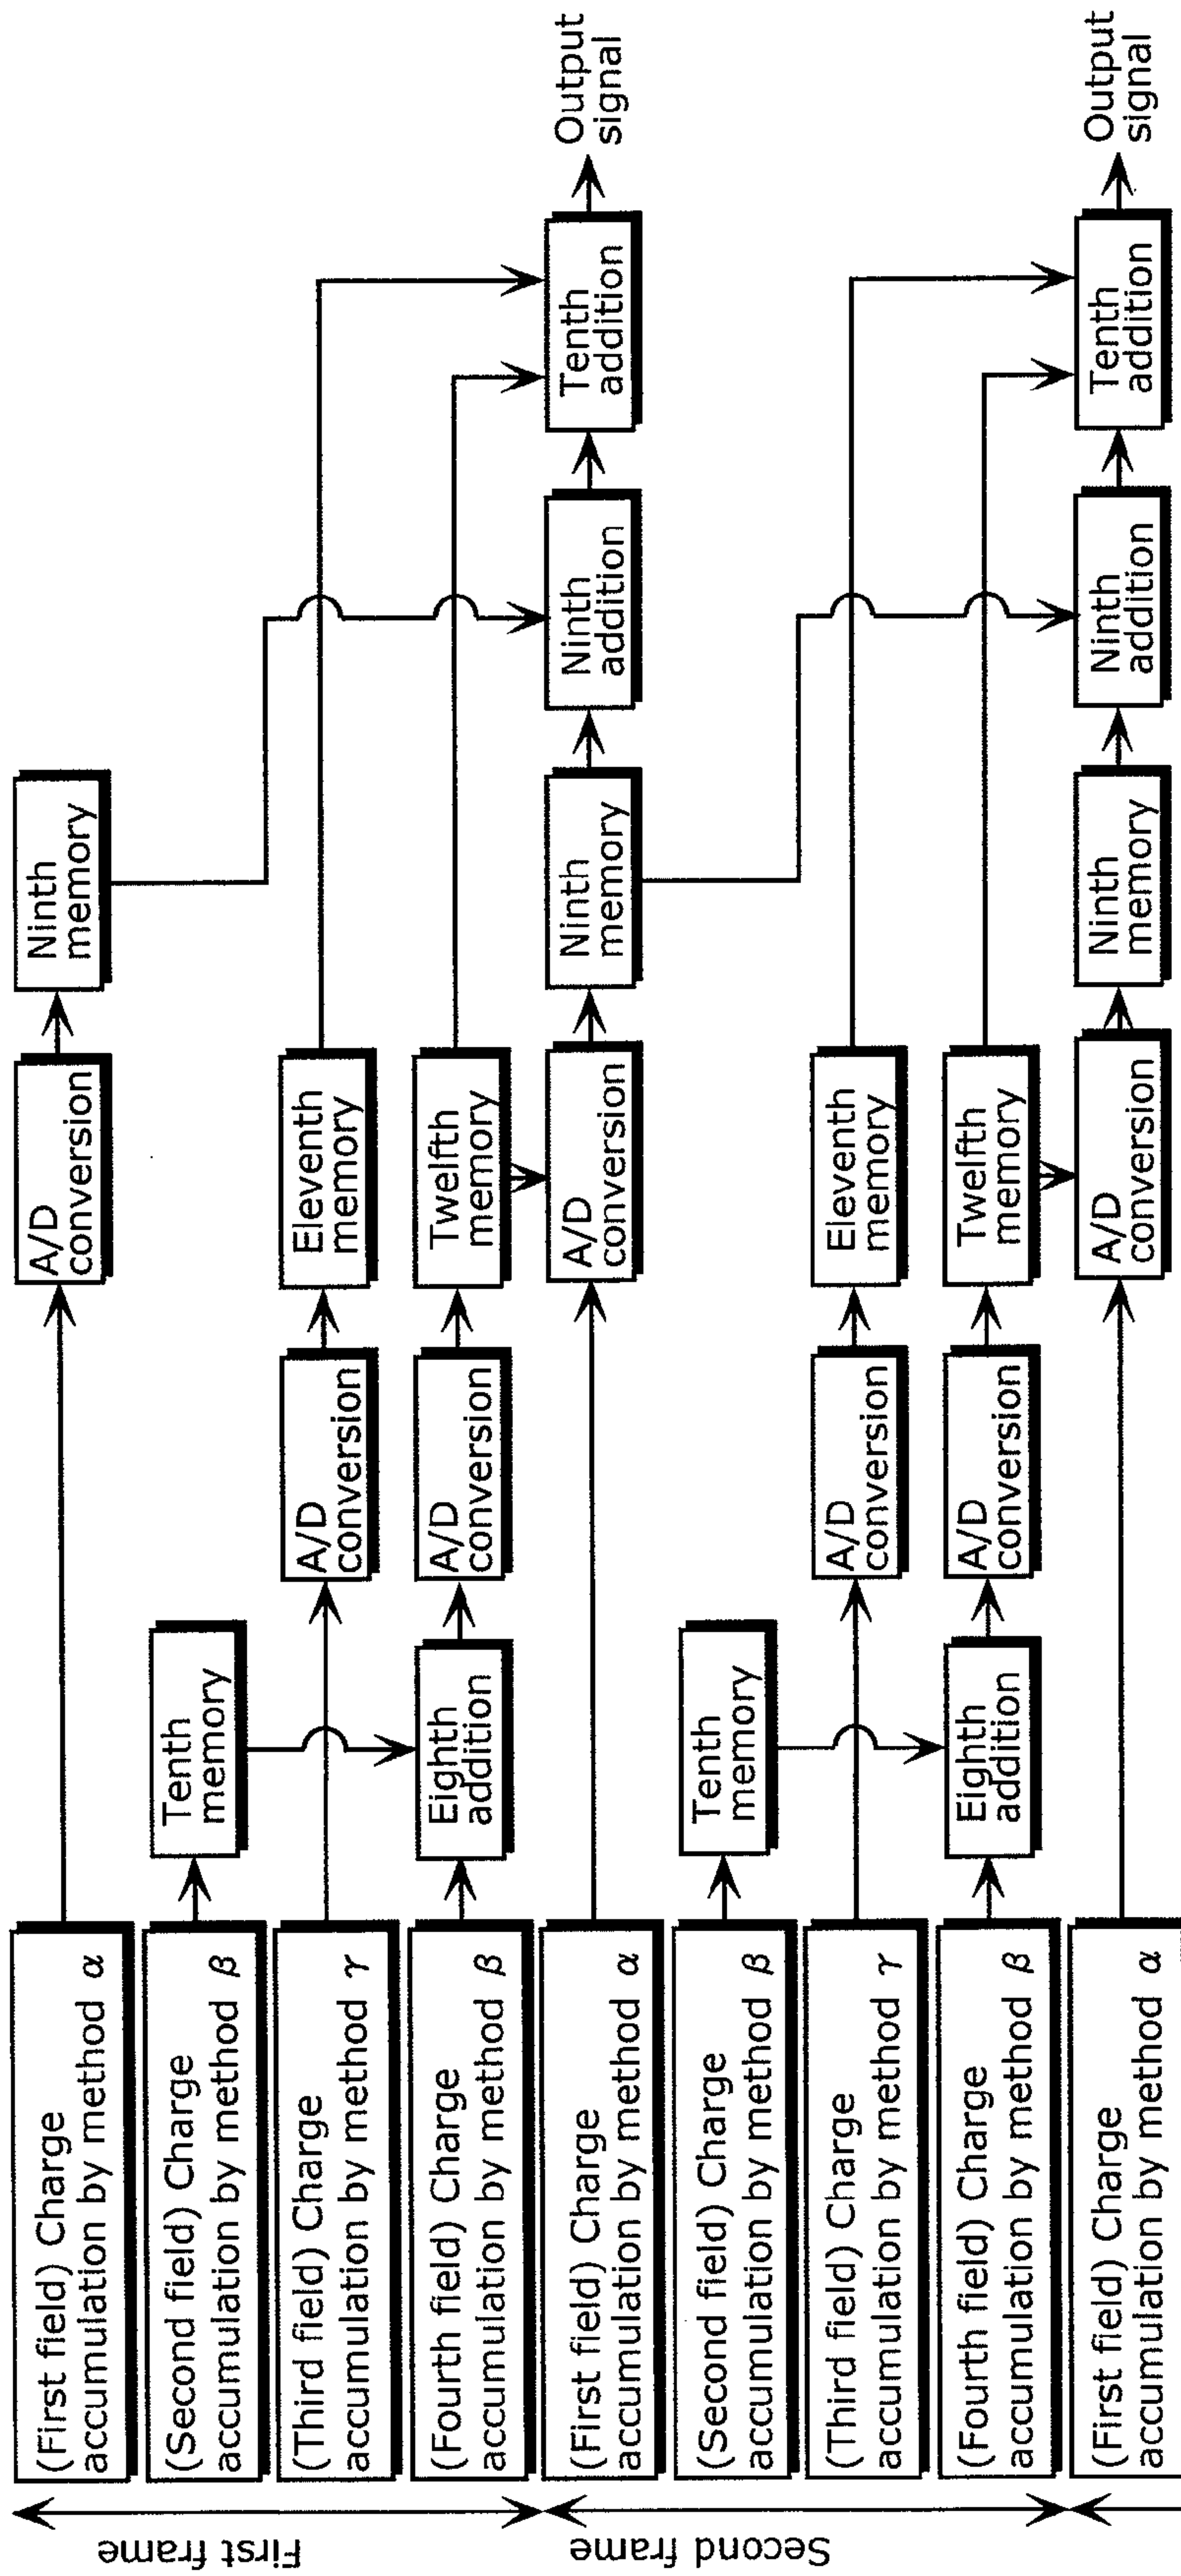 First frame
(First field) Charge
accumulation by method α
A/D
conversion
Ninth
memory
(Second field) Charge
accumulation by method β
Tenth
memory
(Third field) Charge
accumulation by method γ
A/D
conversion
Eleventh
memory
(Fourth field) Charge
accumulation by method β
Eighth
addition
A/D
conversion
Twelfth
memory
Second frame
(First field) Charge
accumulation by method α
A/D
conversion
Ninth
memory
Ninth
addition
Tenth
addition
Output
signal
(Second field) Charge
accumulation by method β
Tenth
memory
(Third field) Charge
accumulation by method γ
A/D
conversion
Eleventh
memory
(Fourth field) Charge
accumulation by method β
Eighth
addition
A/D
conversion
Twelfth
memory
(First field) Charge
accumulation by method α
A/D
conversion
Ninth
memory
Ninth
addition
Tenth
addition
Output
signal